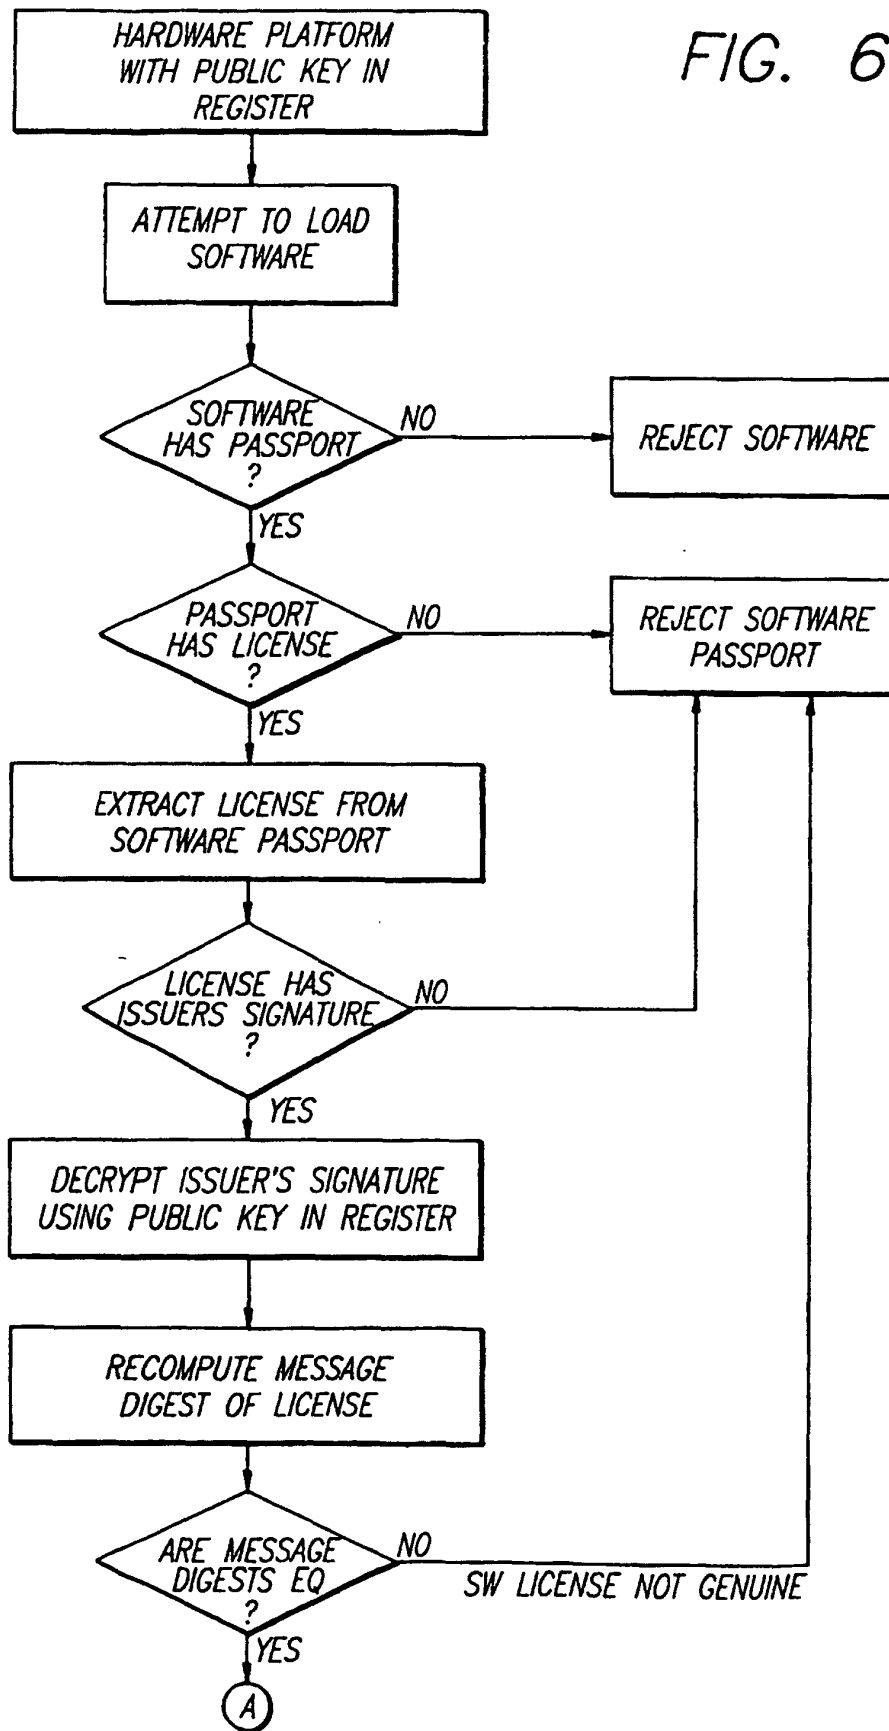 HARDWARE PLATFORM
WITH PUBLIC KEY IN
REGISTER
FIG. 6
ATTEMPT TO LOAD
SOFTWARE
SOFTWARE
HAS PASSPORT
?
NO
REJECT SOFTWARE
YES
PASSPORT
HAS LICENSE
?
NO
REJECT SOFTWARE
PASSPORT
YES
EXTRACT LICENSE FROM
SOFTWARE PASSPORT
LICENSE HAS
ISSUERS SIGNATURE
?
NO
YES
DECRYPT ISSUER'S SIGNATURE
USING PUBLIC KEY IN REGISTER
RECOMPUTE MESSAGE
DIGEST OF LICENSE
ARE MESSAGE
DIGESTS EQ
?
NO
SW LICENSE NOT GENUINE
YES
A